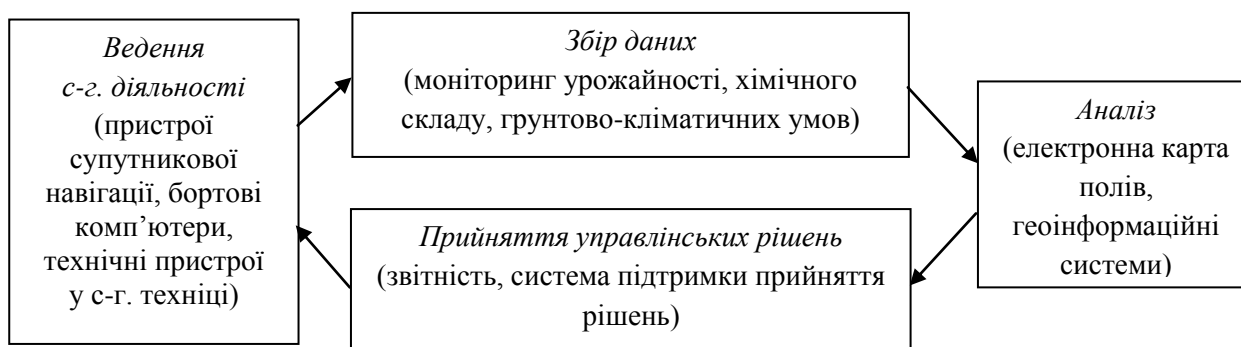 Ведення
с-г. діяльності
(пристрої
супутникової
навігації, бортові
комп’ютери,
технічні пристрої
у с-г. техніці)
Збір даних
(моніторинг урожайності, хімічного
складу, грунтово-кліматичних умов)
Аналіз
(електронна карта
полів,
геоінформаційні
системи)
Прийняття управлінських рішень
(звітність, система підтримки прийняття
рішень)